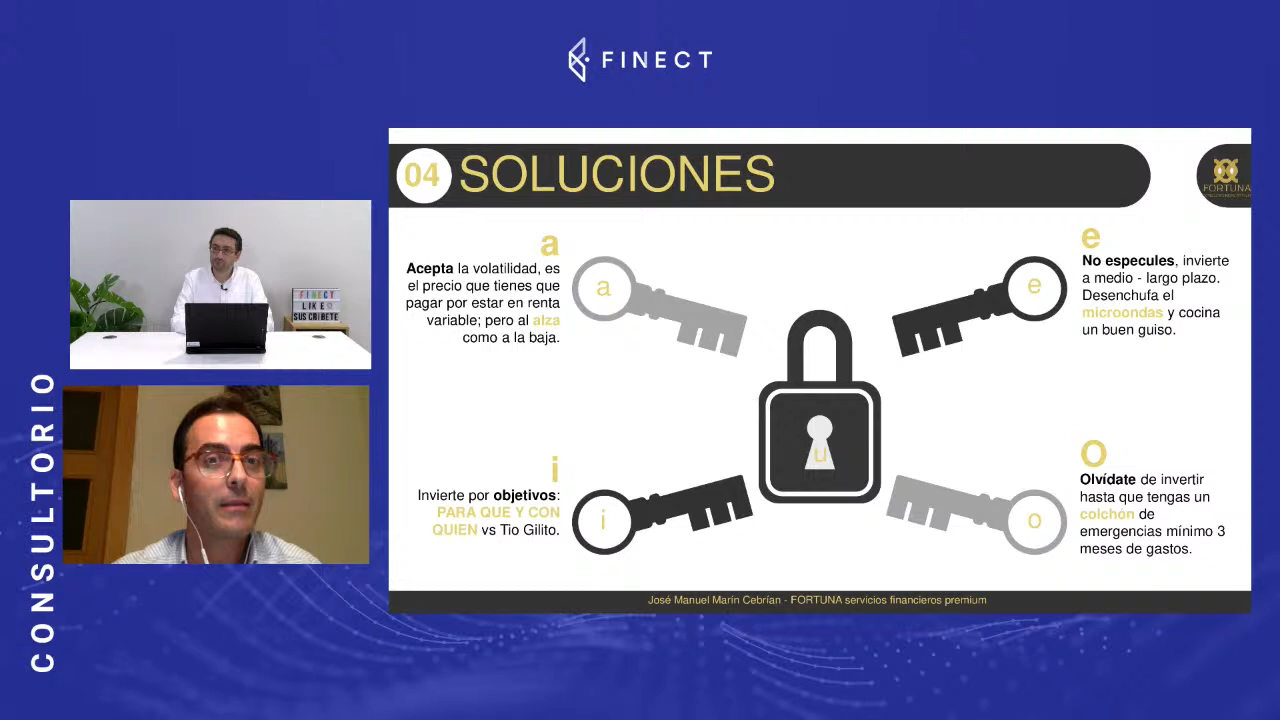 FINECT
CONSULTORIO
FINECT
LIKE
SUSCRIBETE
04 SOLUCIONES
FORTUNA
a
Acepta la volatilidad, es
el precio que tienes que
pagar por estar en renta
variable; pero al alza
como a la baja.
a
e
No especules, invierte
a medio - largo plazo.
Desenchufa el
microondas y cocina
un buen guiso.
e
u
i
Invierte por objetivos:
PARA QUE Y CON
QUIEN vs Tio Gilito.
i
O
Olvídate de invertir
hasta que tengas un
colchón de
emergencias mínimo 3
meses de gastos.
o
José Manuel Marín Cebrían - FORTUNA servicios financieros premium